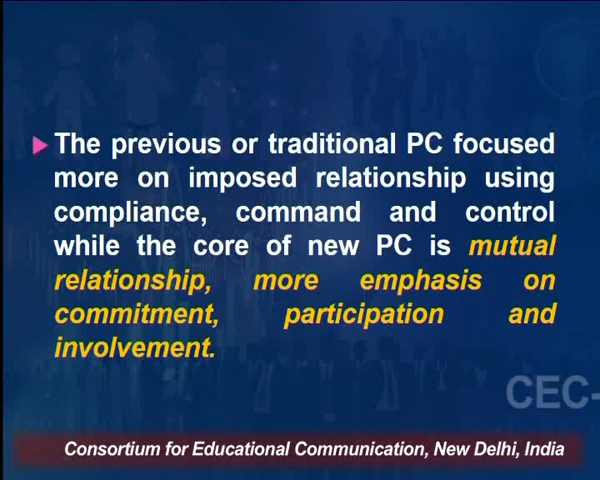 The previous or traditional PC focused
more on imposed relationship using
compliance, command and control
while the core of new PC is mutual
relationship, more emphasis on
commitment, participation and
involvement.
CEC-
Consortium for Educational Communication, New Delhi, India